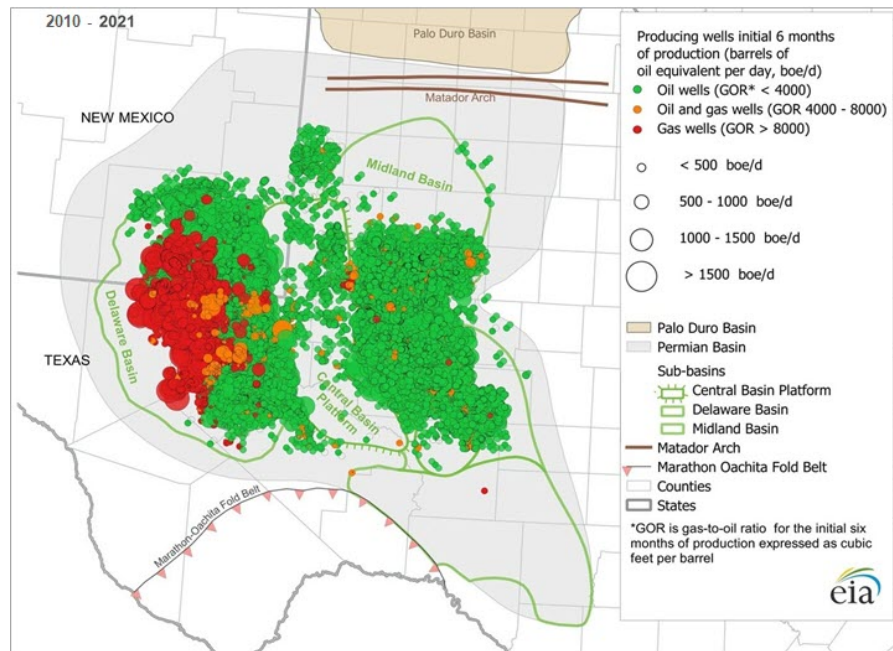 2010 - 2021
Palo Duro Basin
Matador Arch
NEW MEXICO
Midland Basin
Delaware Basin
TEXAS
Central Basin
Platform
Marathon-Oachita Fold Belt
Producing wells initial 6 months
of production (barrels of
oil equivalent per day, boe/d)
Oil wells (GOR* < 4000)
Oil and gas wells (GOR 4000 - 8000)
Gas wells (GOR > 8000)
< 500 boe/d
500 - 1000 boe/d
1000 - 1500 boe/d
> 1500 boe/d
Palo Duro Basin
Permian Basin
Sub-basins
Central Basin Platform
Delaware Basin
Midland Basin
Matador Arch
Marathon Oachita Fold Belt
Counties
States
*GOR is gas-to-oil ratio for the initial six
months of production expressed as cubic
feet per barrel
eia